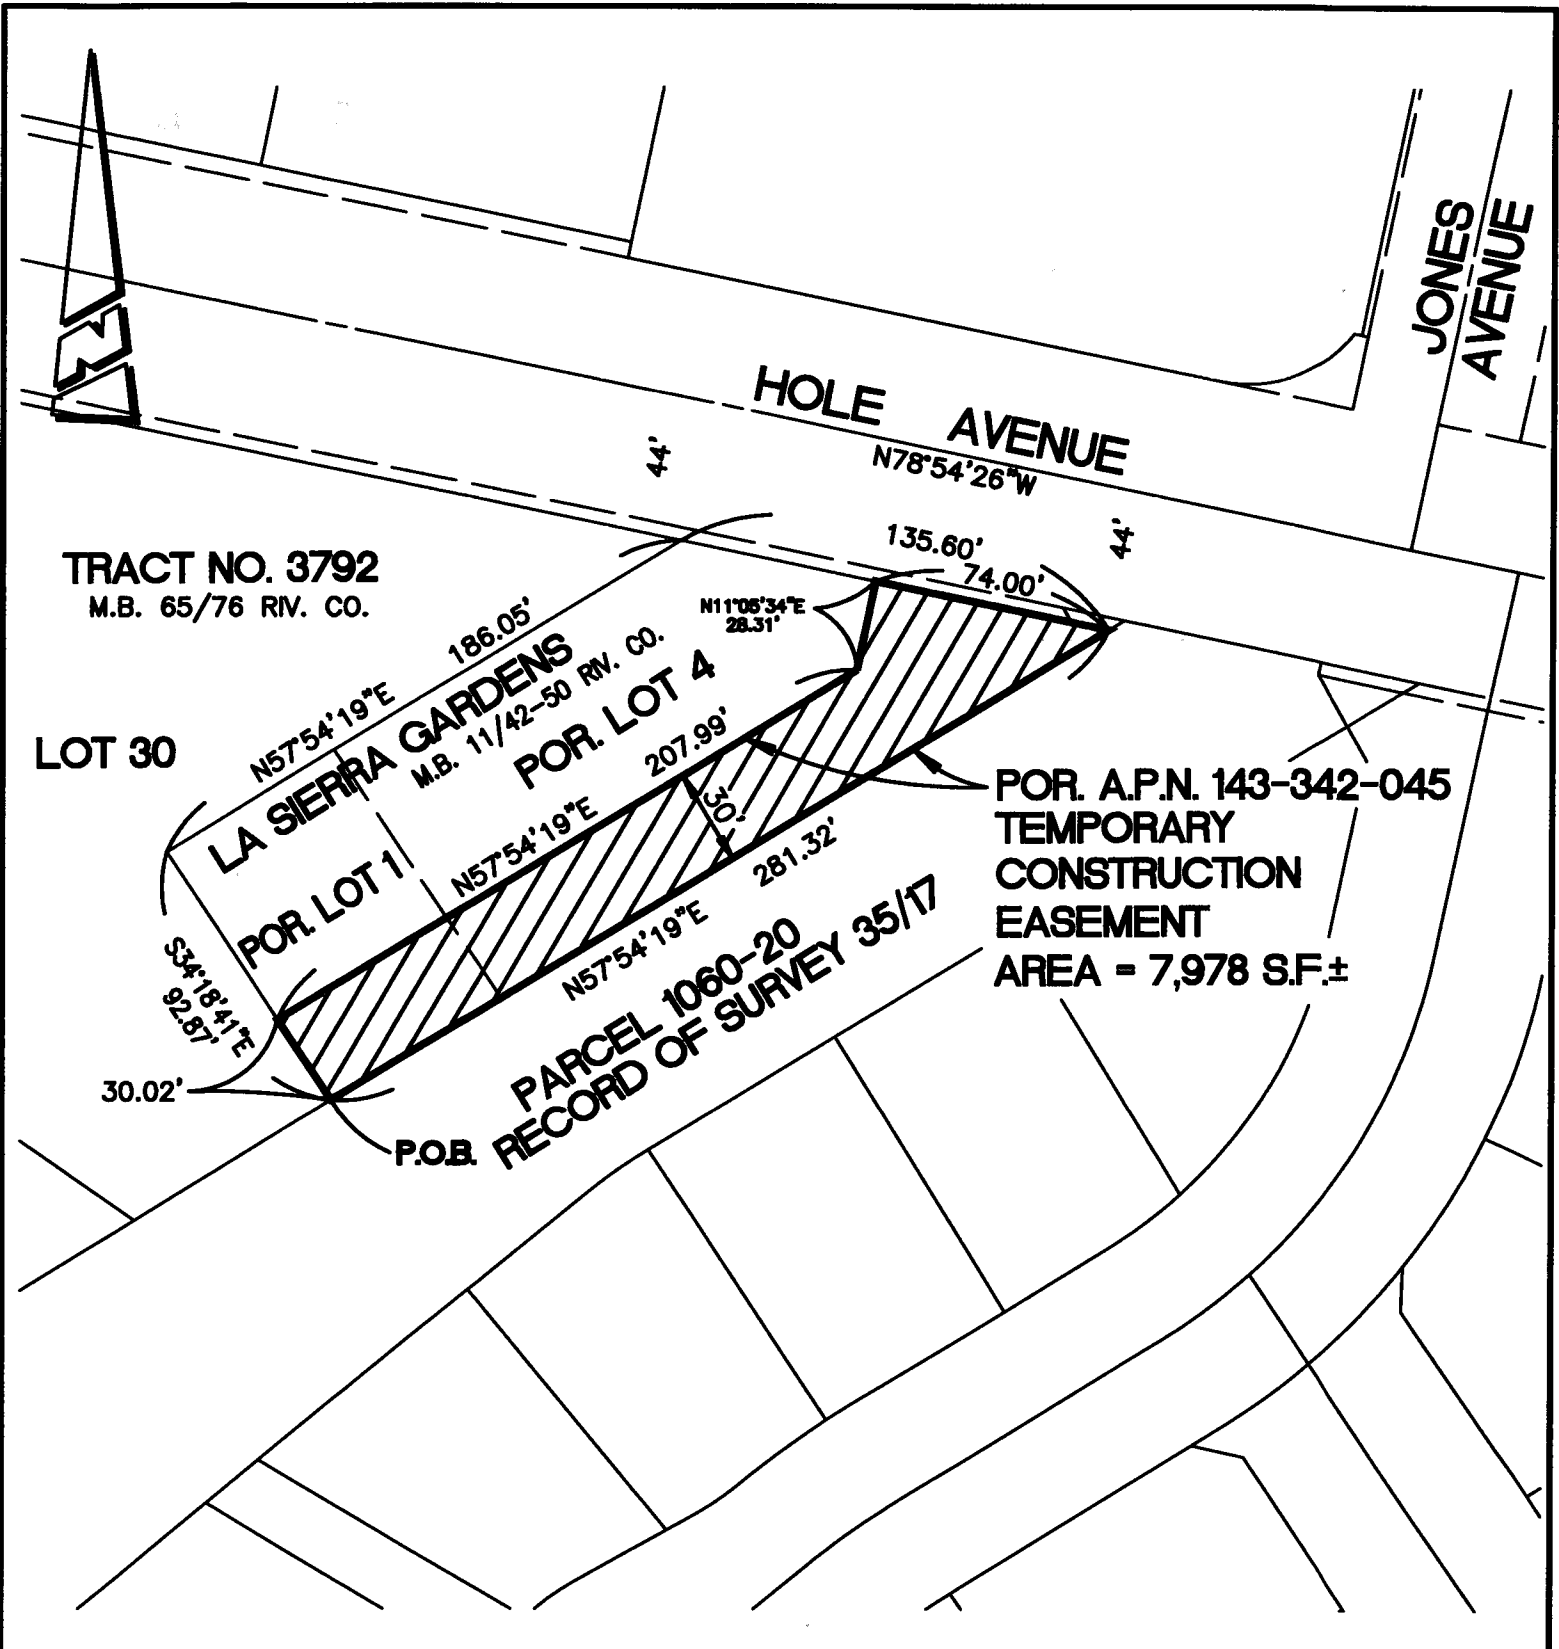 N
JONES
AVENUE
HOLE AVENUE
N78°54'26"W
44'
44'
135.60'
74.00'
TRACT NO. 3792
M.B. 65/76 RIV. CO.
N11°05'34"E
28.31'
186.05'
N57°54'19"E
LA SIERRA GARDENS
M.B. 11/42-50 RIV. CO.
POR. LOT 4
LOT 30
207.99'
N57°54'19"E
30'
POR. LOT 1
281.32'
N57°54'19"E
POR. A.P.N. 143-342-045
TEMPORARY
CONSTRUCTION
EASEMENT
AREA = 7,978 S.F.±
S34°18'41"E
92.87'
30.02'
PARCEL 1060-20
RECORD OF SURVEY 35/17
P.O.B.